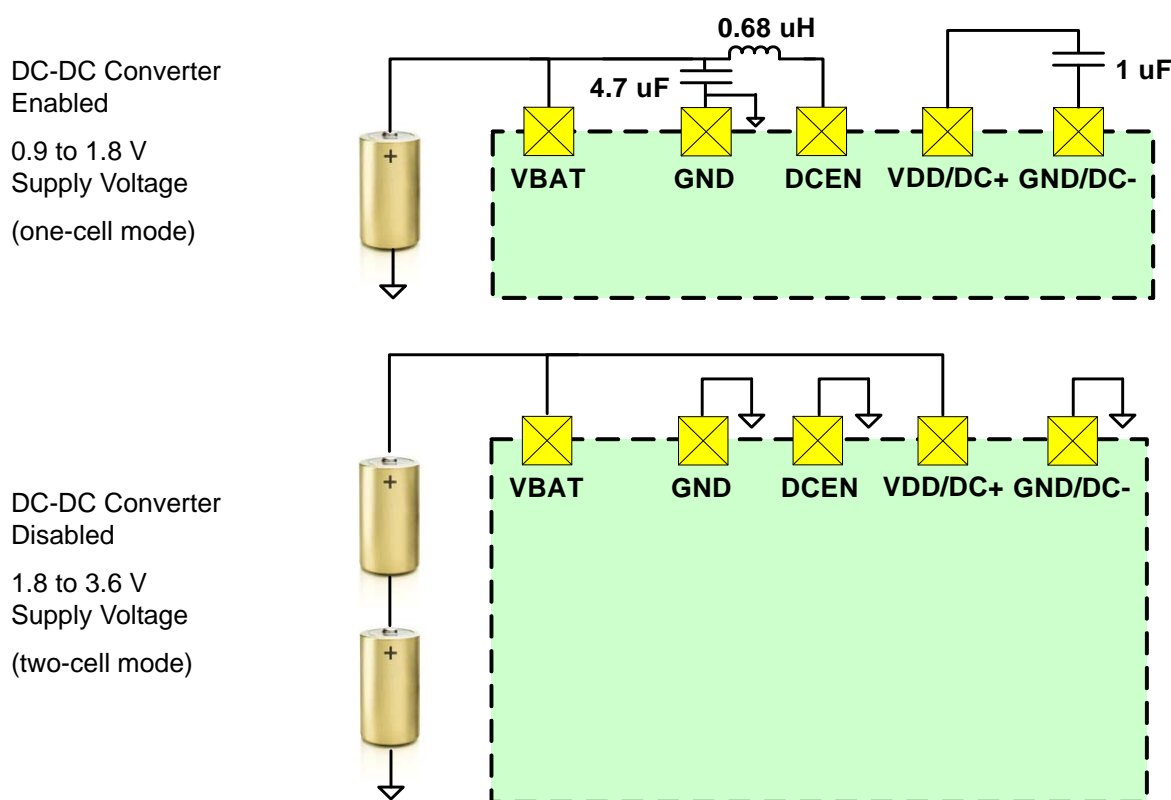 0.68 uH
DC-DC Converter
Enabled
0.9 to 1.8 V
Supply Voltage
(one-cell mode)
4.7 uF
1 uF
+
VBAT
GND
DCEN
VDD/DC+
GND/DC-
DC-DC Converter
Disabled
1.8 to 3.6 V
Supply Voltage
(two-cell mode)
+
+
VBAT
GND
DCEN
VDD/DC+
GND/DC-